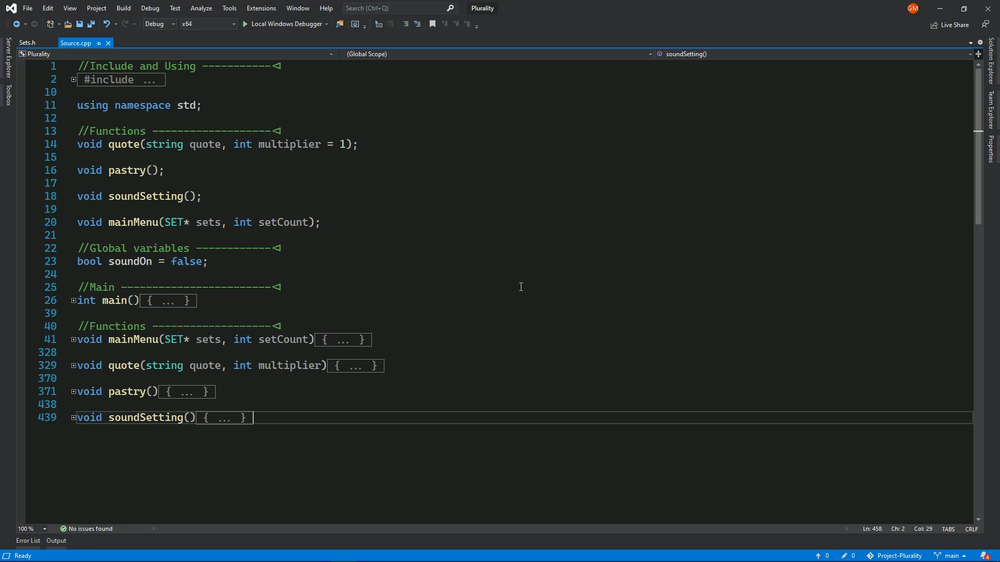 File Edit View Project Build Debug Test Analyze Tools Extensions Window Help Search (Ctrl+Q) Plurality GM
Debug x64 Local Windows Debugger Live Share
Sets.h Source.cpp
Plurality (Global Scope) soundSetting()
Server Explorer
Toolbox
1 //Include and Using -----------⊲
2 #include ...
10
11 using namespace std;
12
13 //Functions -------------------⊲
14 void quote(string quote, int multiplier = 1);
15
16 void pastry();
17
18 void soundSetting();
19
20 void mainMenu(SET* sets, int setCount);
21
22 //Global variables ------------⊲
23 bool soundOn = false;
24
25 //Main ------------------------⊲
26 int main(){ ... }
39
40 //Functions -------------------⊲
41 void mainMenu(SET* sets, int setCount){ ... }
328
329 void quote(string quote, int multiplier){ ... }
370
371 void pastry(){ ... }
438
439 void soundSetting(){ ... }
Solution Explorer
Team Explorer
Properties
100 % No issues found Ln: 458 Ch: 2 Col: 29 TABS CRLF
Error List Output
Ready 0 0 Project-Plurality main 4